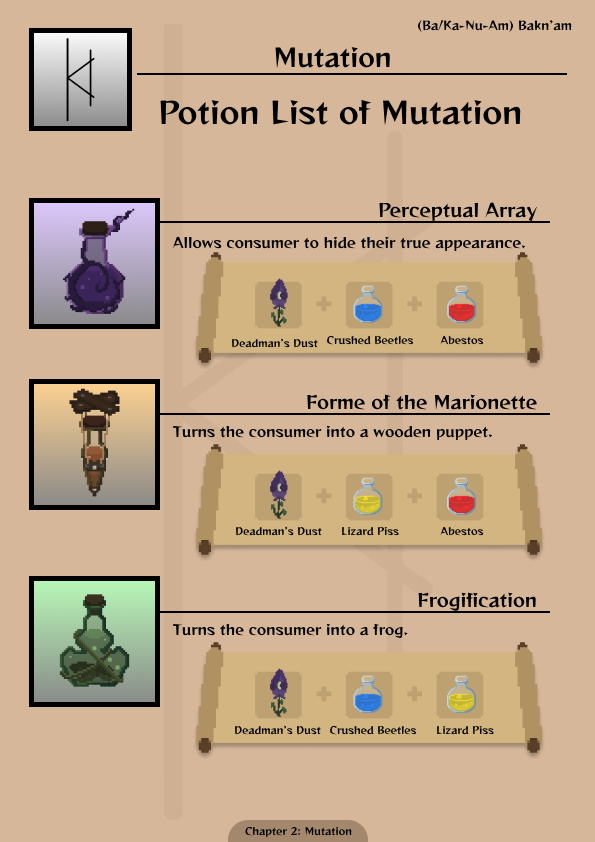 (Ba/Ka-Nu-Am) Bakn'am
Mutation
Potion List of Mutation
Perceptual Array
Allows consumer to hide their true appearance.
Deadman's Dust Crushed Beetles Abestos
Forme of the Marionette
Turns the consumer into a wooden puppet.
Deadman's Dust Lizard Piss Abestos
Frogification
Turns the consumer into a frog.
Deadman's Dust Crushed Beetles Lizard Piss
Chapter 2: Mutation